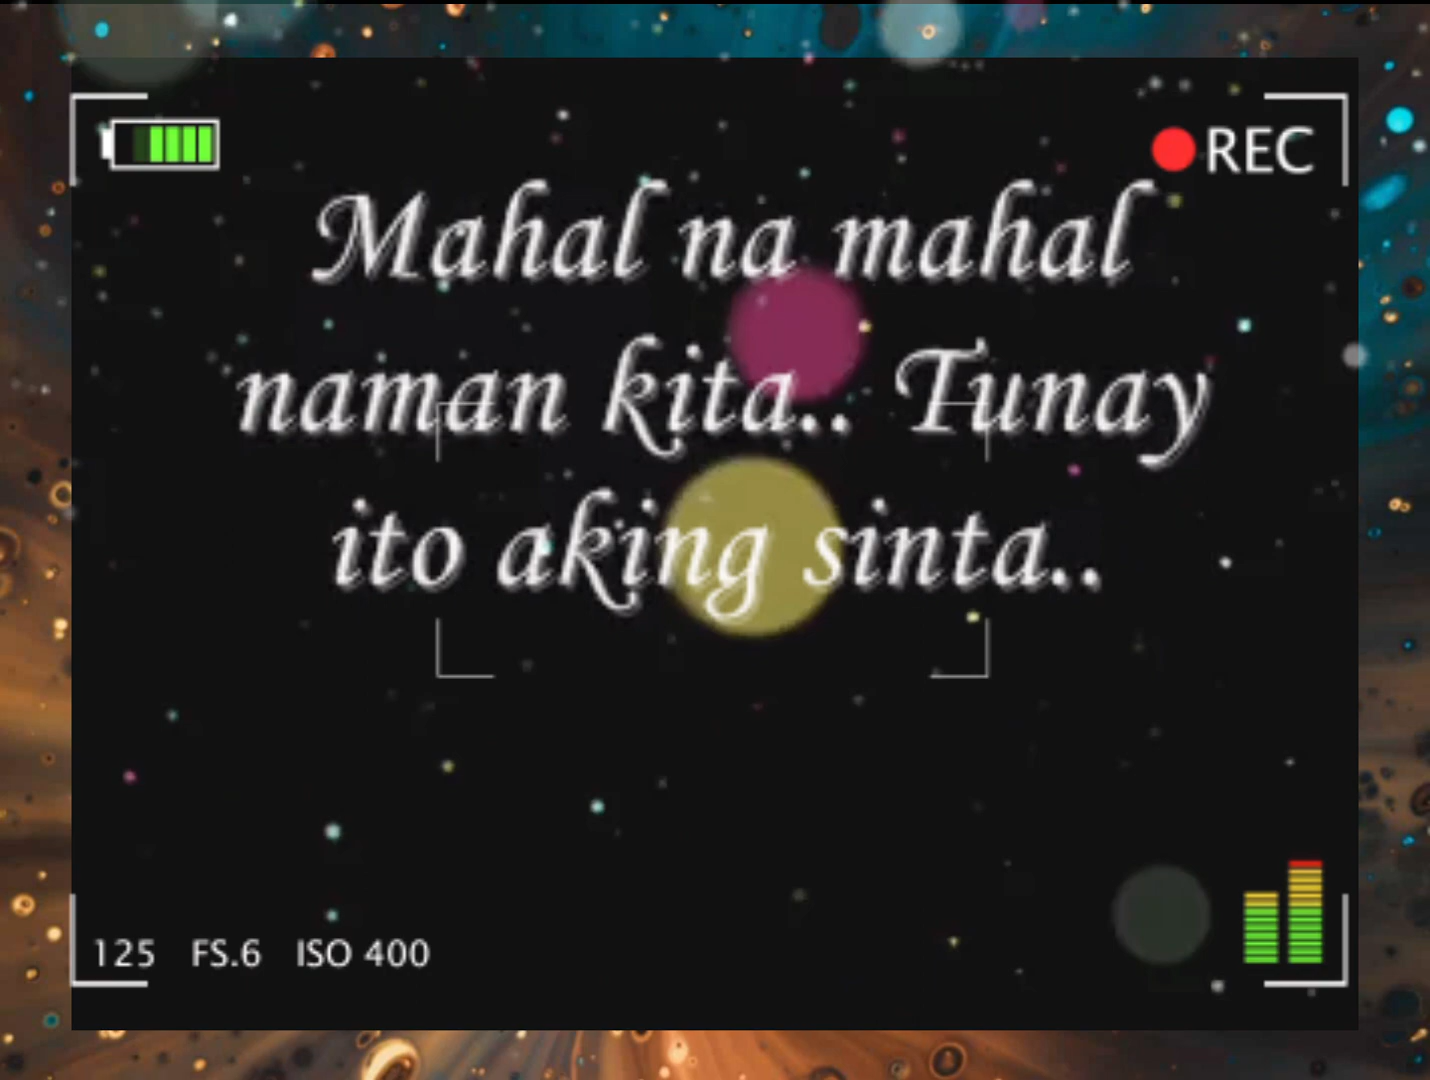 REC
Mahal na mahal
naman kita.. Tunay
ito aking sinta..
125 FS.6 ISO 400